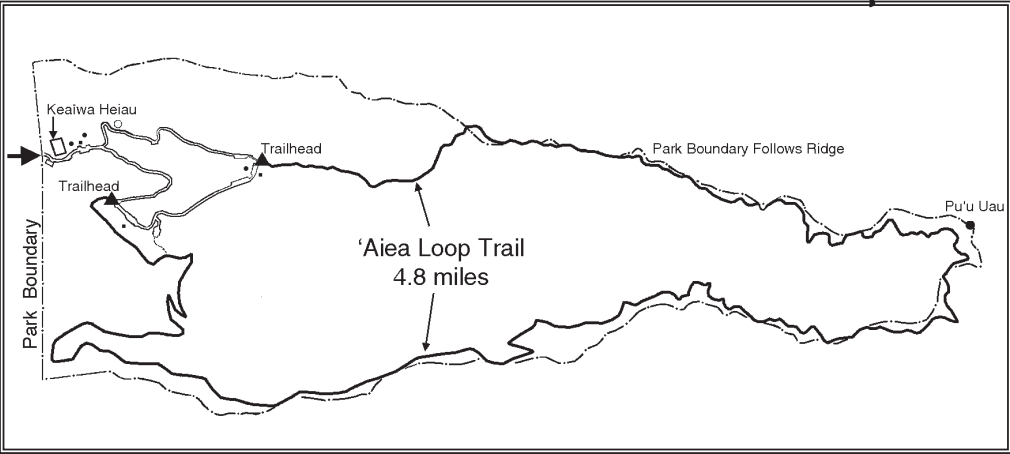 Keaīwa Heiau
Trailhead
Park Boundary Follows Ridge
Trailhead
Pu'u Uau
Park Boundary
‘Aiea Loop Trail
4.8 miles